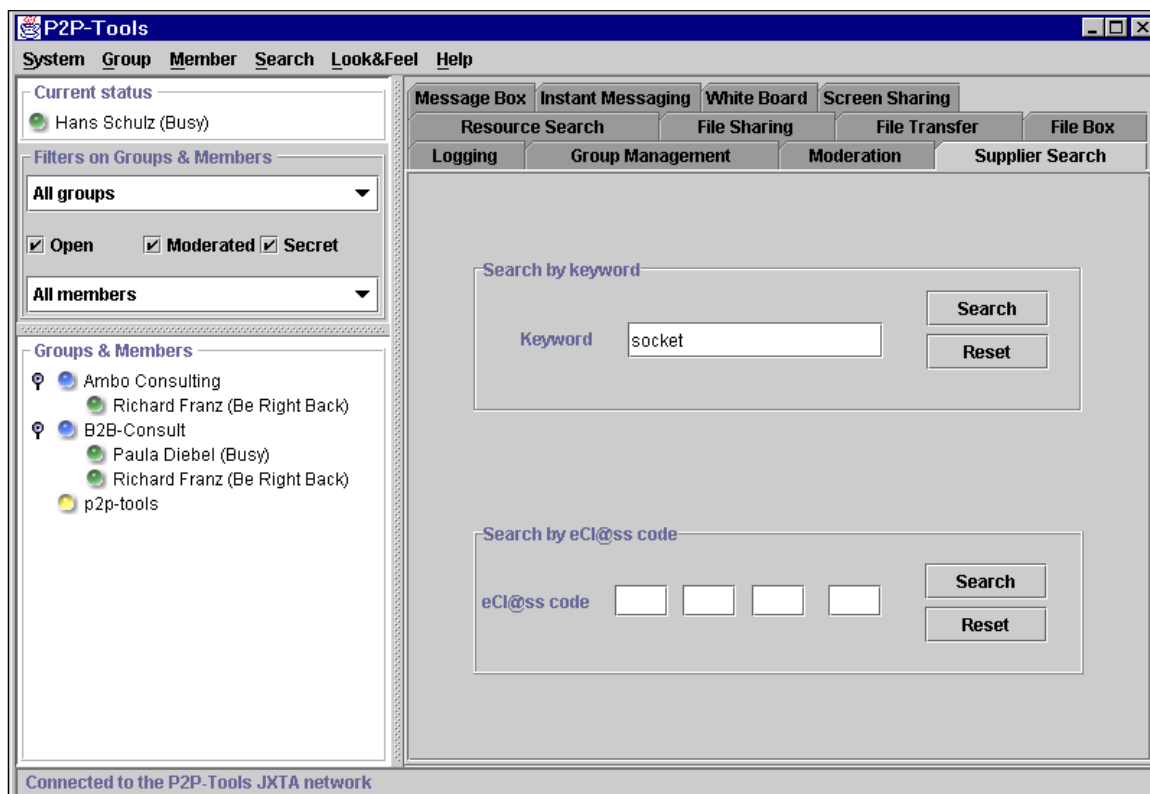 P2P-Tools
System Group Member Search Look&Feel Help
Current status
Hans Schulz (Busy)
Filters on Groups & Members
All groups
Open Moderated Secret
All members
Groups & Members
Ambo Consulting
Richard Franz (Be Right Back)
B2B-Consult
Paula Diebel (Busy)
Richard Franz (Be Right Back)
p2p-tools
Message Box Instant Messaging White Board Screen Sharing
Resource Search File Sharing File Transfer File Box
Logging Group Management Moderation Supplier Search
Search by keyword
Keyword socket
Search
Reset
Search by eCl@ss code
eCl@ss code
Search
Reset
Connected to the P2P-Tools JXTA network